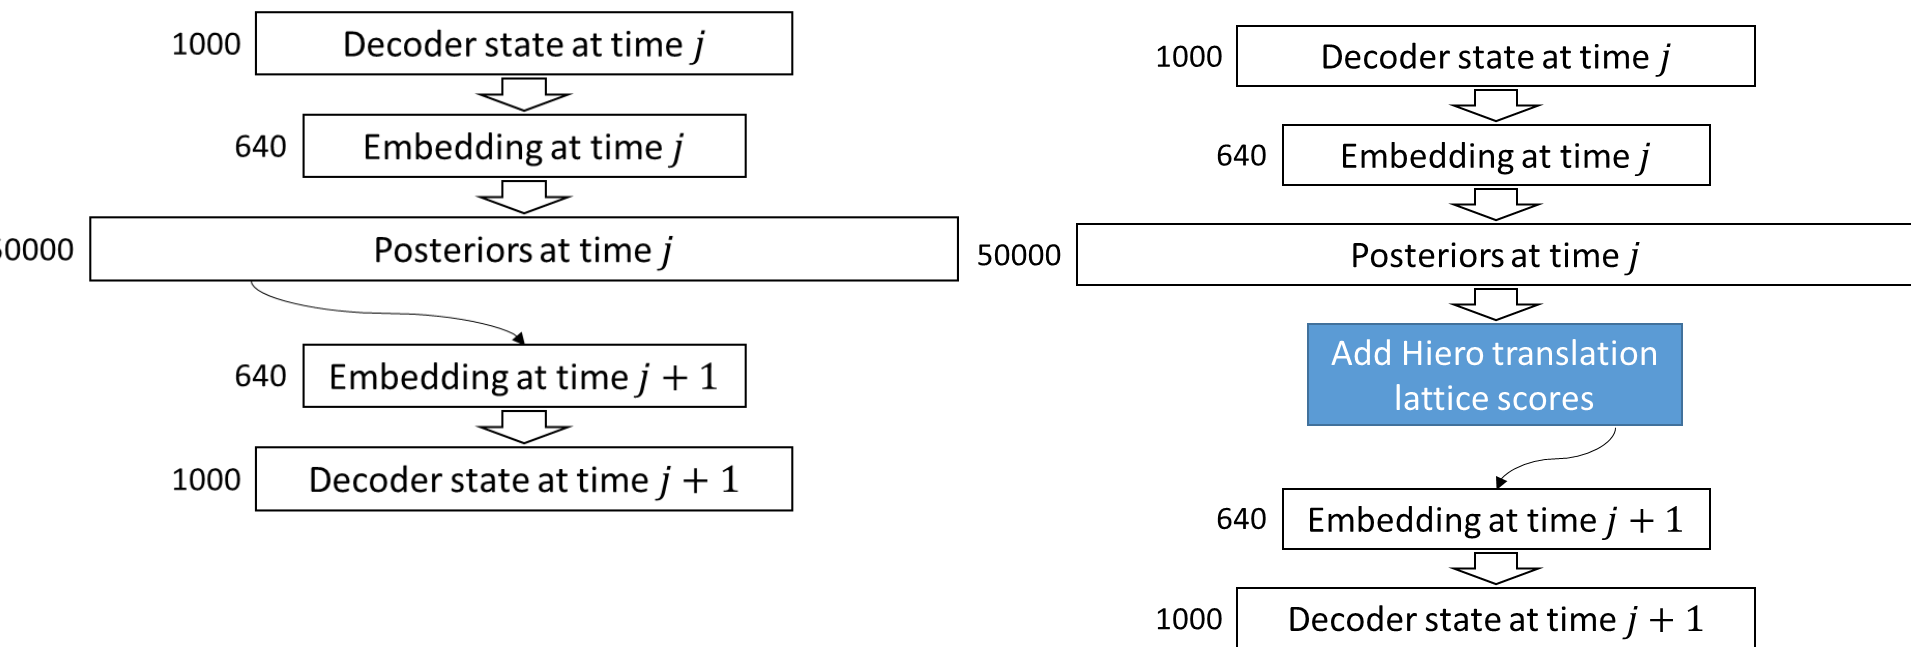 1000 Decoder state at time j
640 Embedding at time j
50000 Posteriors at time j
640 Embedding at time j + 1
1000 Decoder state at time j + 1
1000 Decoder state at time j
640 Embedding at time j
50000 Posteriors at time j
Add Hiero translation
lattice scores
640 Embedding at time j + 1
1000 Decoder state at time j + 1